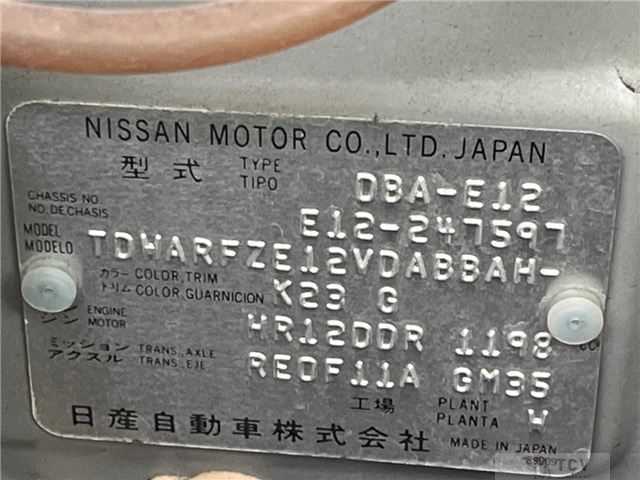 NISSAN MOTOR CO.,LTD. JAPAN
型式 TYPE TIPO DBA-E12
CHASSIS NO NO. DE CHASIS E12-247597
MODEL MODELO TDWARFZE12VDABBAH-
カラー COLOR, TRIM トリム COLOR, GUARNICION K23 G
ENGINE MOTOR HR12DDR 1198 CC
ミッション TRANS., AXLE アクスル TRANS., EJE RE0F11A GM35
工場 PLANT PLANTA W
日産自動車株式会社 MADE IN JAPAN
TCV